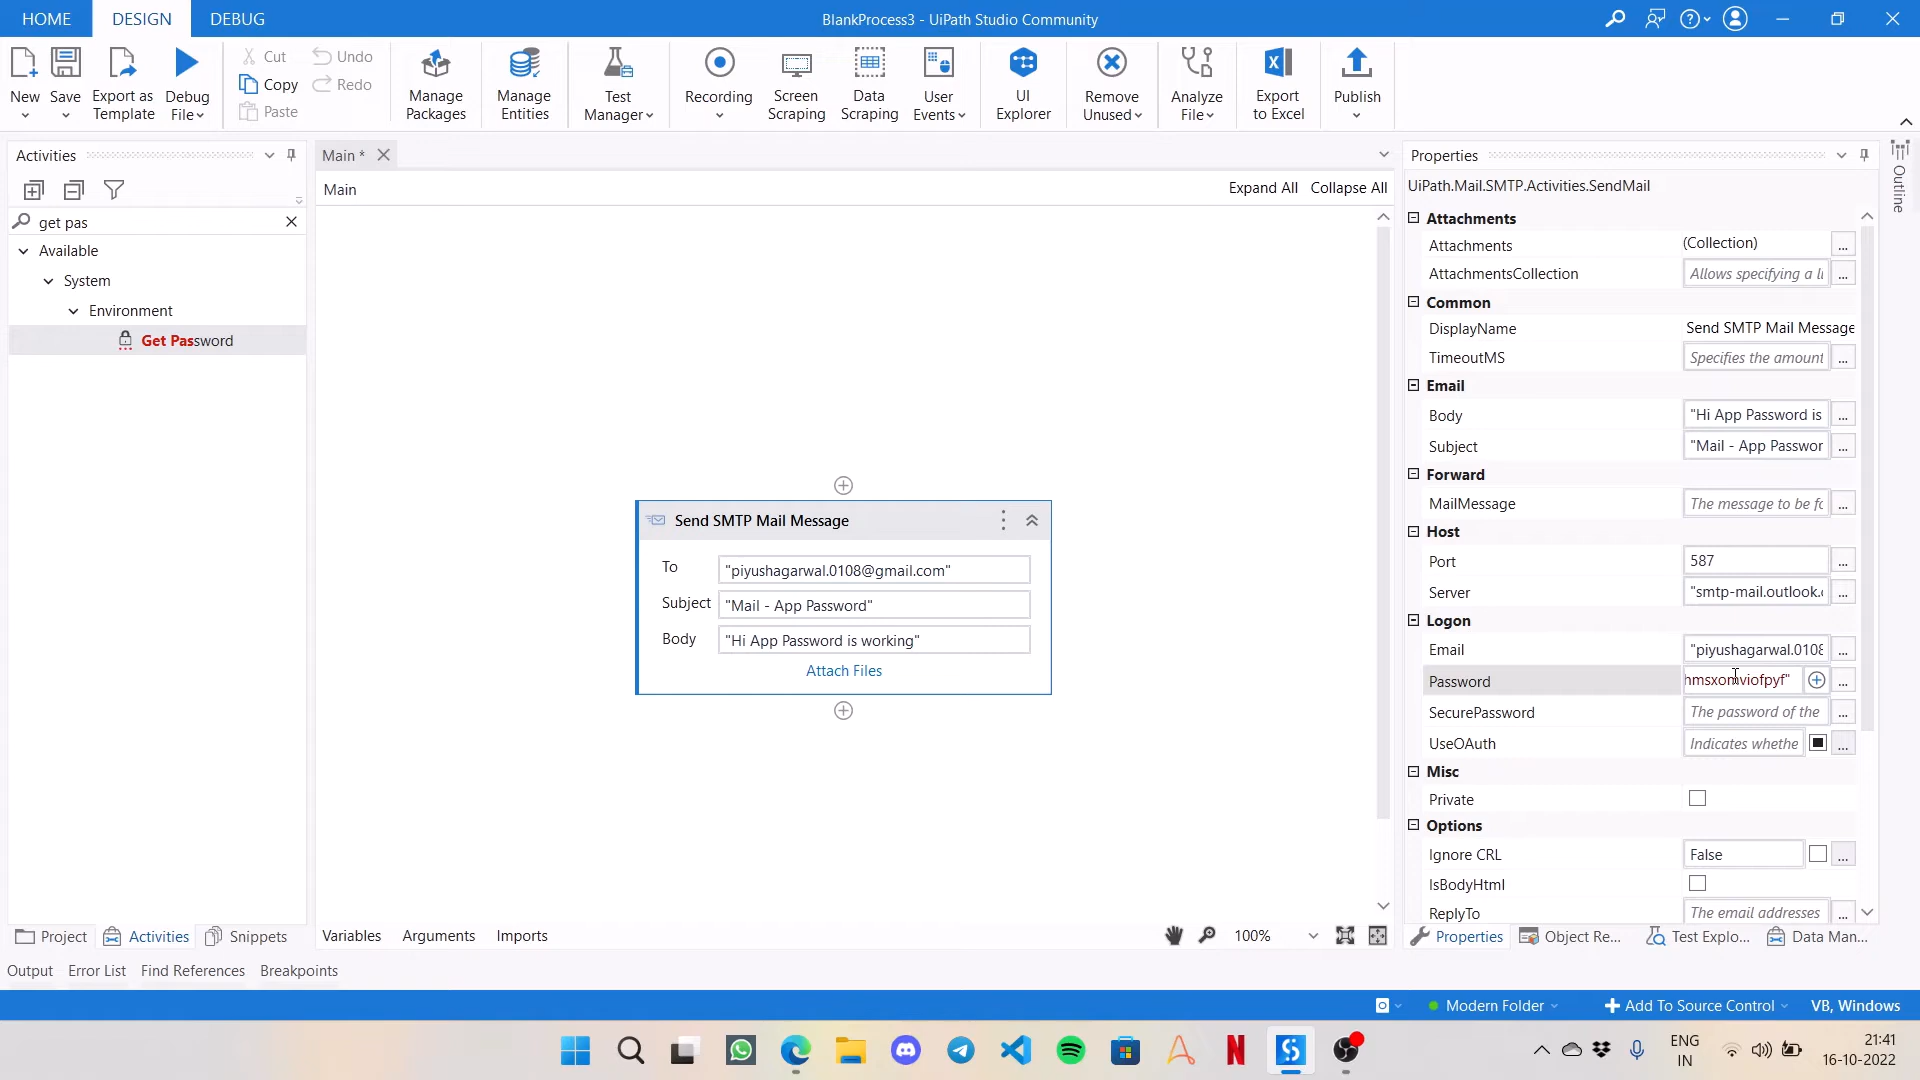 HOME DESIGN DEBUG BlankProcess3 - UiPath Studio Community
New Save Export as Template Debug File Cut Copy Paste Undo Redo Manage Packages Manage Entities Test Manager Recording Screen Scraping Data Scraping User Events UI Explorer Remove Unused Analyze File Export to Excel Publish
Activities
get pas
Available
System
Environment
Get Password
Main *
Main Expand All Collapse All
Send SMTP Mail Message
To "piyushagarwal.0108@gmail.com"
Subject "Mail - App Password"
Body "Hi App Password is working"
Attach Files
Properties
UiPath.Mail.SMTP.Activities.SendMail
Attachments
Attachments (Collection) ...
AttachmentsCollection Allows specifying a li ...
Common
DisplayName Send SMTP Mail Message
TimeoutMS Specifies the amount ...
Email
Body "Hi App Password is ...
Subject "Mail - App Passwor ...
Forward
MailMessage The message to be fo ...
Host
Port 587 ...
Server "smtp-mail.outlook. ...
Logon
Email "piyushagarwal.0108 ...
Password ...
SecurePassword The password of the ...
UseOAuth Indicates whethe ...
Misc
Private
Options
Ignore CRL False ...
IsBodyHtml
ReplyTo The email addresses ...
Outline
Project Activities Snippets
Variables Arguments Imports 100%
Properties Object Re... Test Explo... Data Man...
Output Error List Find References Breakpoints
Modern Folder Add To Source Control VB, Windows
ENG IN 21:41 16-10-2022